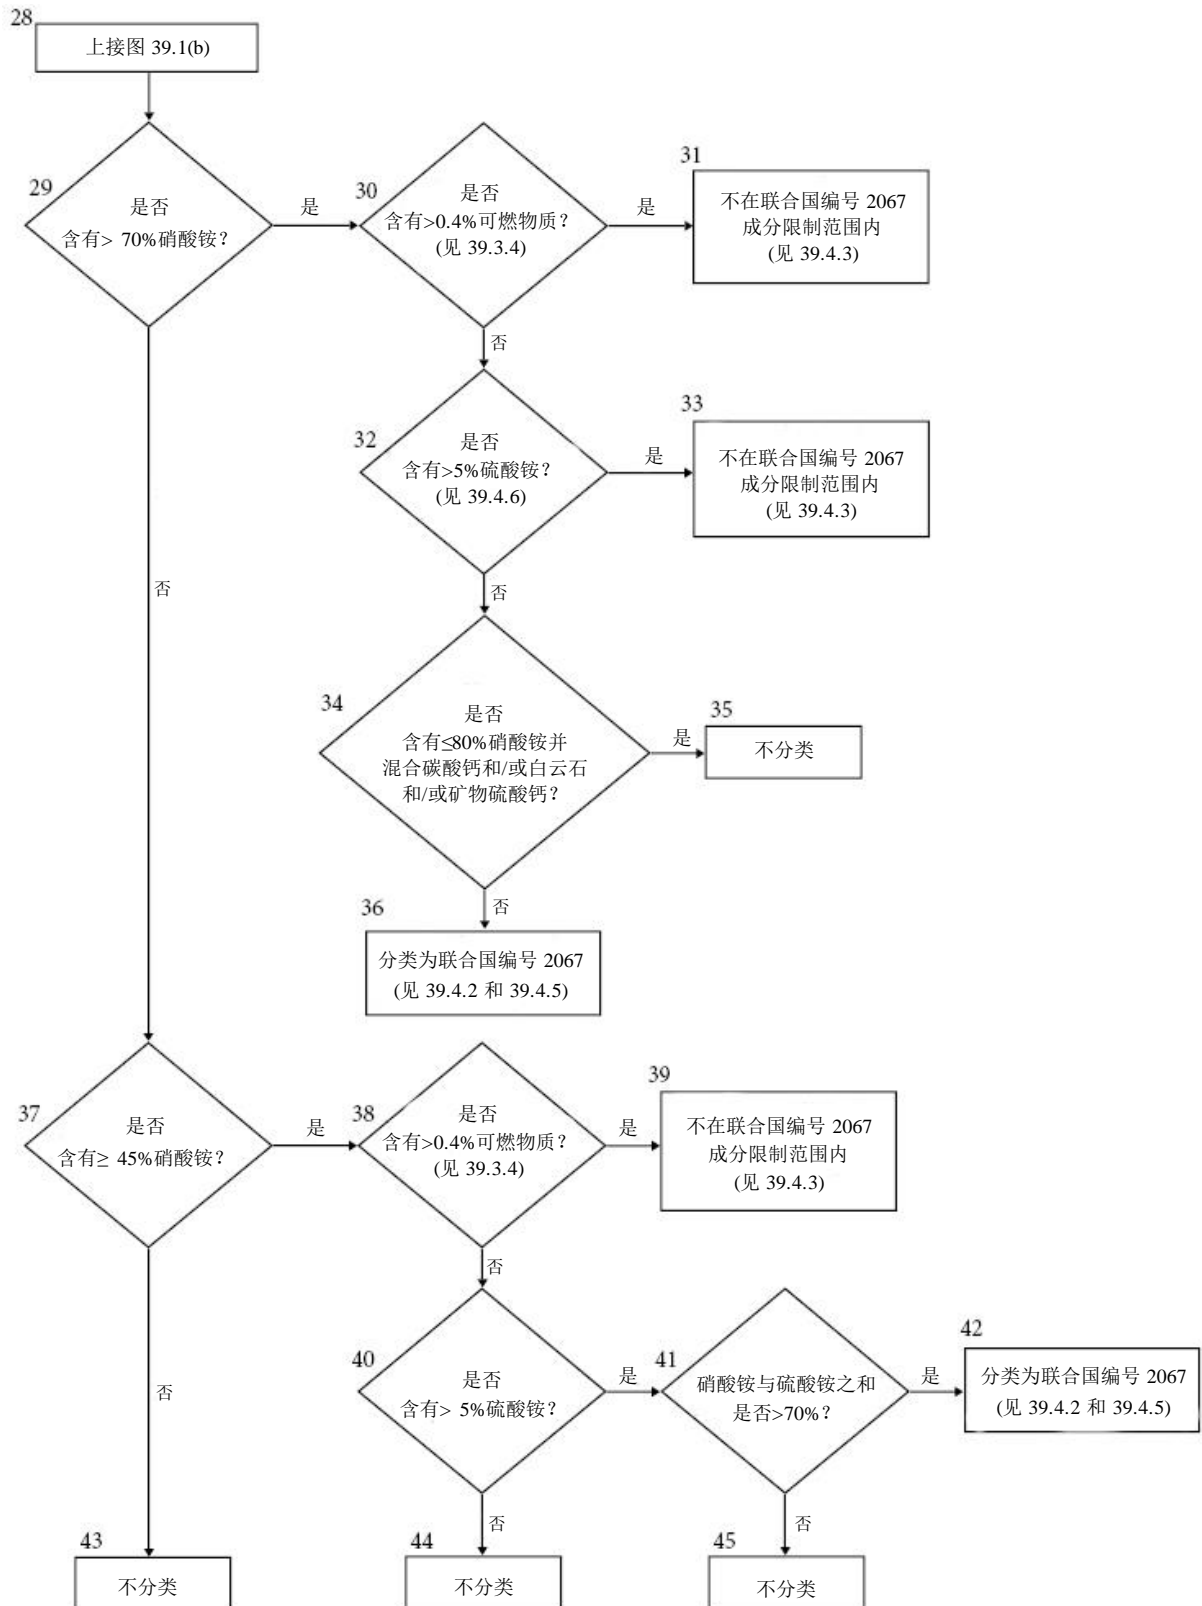 28
上接图 39.1(b)
29
是否
含有> 70%硝酸铵？
是
30
是否
含有>0.4%可燃物质？
(见 39.3.4)
是
31
不在联合国编号 2067
成分限制范围内
(见 39.4.3)
否
32
是否
含有>5%硫酸铵？
(见 39.4.6)
是
33
不在联合国编号 2067
成分限制范围内
(见 39.4.3)
否
否
34
是否
含有≤80%硝酸铵并
混合碳酸钙和/或白云石
和/或矿物硫酸钙？
是
35
不分类
否
36
分类为联合国编号 2067
(见 39.4.2 和 39.4.5)
37
是否
含有≥ 45%硝酸铵？
是
38
是否
含有>0.4%可燃物质？
(见 39.3.4)
是
39
不在联合国编号 2067
成分限制范围内
(见 39.4.3)
否
40
是否
含有> 5%硫酸铵？
是
41
硝酸铵与硫酸铵之和
是否>70%？
是
42
分类为联合国编号 2067
(见 39.4.2 和 39.4.5)
否
否
否
43
不分类
44
不分类
45
不分类